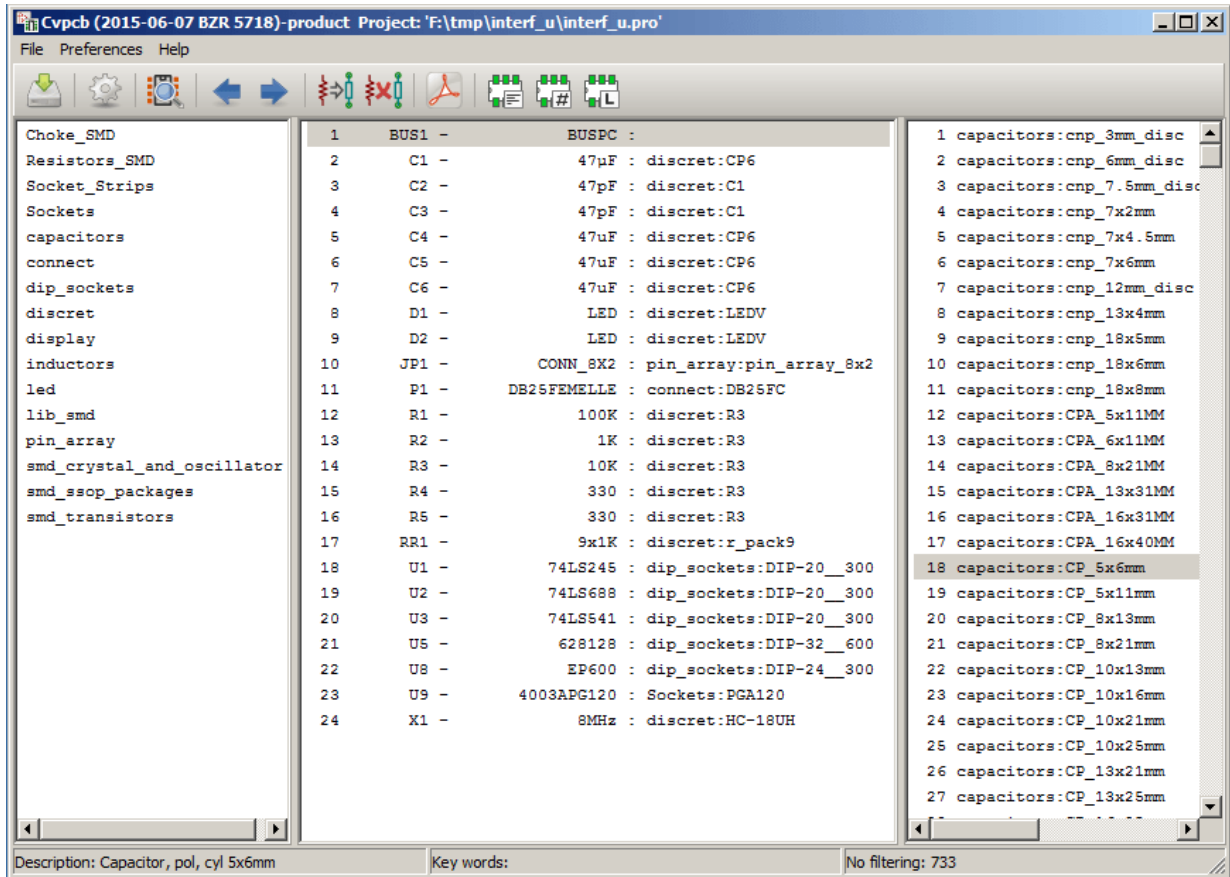 Cvpcb (2015-06-07 BZR 5718)-product Project: 'F:\tmp\interf_u\interf_u.pro'
File Preferences Help
#
L
Choke_SMD
Resistors_SMD
Socket_Strips
Sockets
capacitors
connect
dip_sockets
discret
display
inductors
led
lib_smd
pin_array
smd_crystal_and_oscillator
smd_ssop_packages
smd_transistors
1 BUS1 - BUSPC :
2 C1 - 47µF : discret:CP6
3 C2 - 47pF : discret:C1
4 C3 - 47pF : discret:C1
5 C4 - 47uF : discret:CP6
6 C5 - 47uF : discret:CP6
7 C6 - 47uF : discret:CP6
8 D1 - LED : discret:LEDV
9 D2 - LED : discret:LEDV
10 JP1 - CONN_8X2 : pin_array:pin_array_8x2
11 P1 - DB25FEMELLE : connect:DB25FC
12 R1 - 100K : discret:R3
13 R2 - 1K : discret:R3
14 R3 - 10K : discret:R3
15 R4 - 330 : discret:R3
16 R5 - 330 : discret:R3
17 RR1 - 9x1K : discret:r_pack9
18 U1 - 74LS245 : dip_sockets:DIP-20__300
19 U2 - 74LS688 : dip_sockets:DIP-20__300
20 U3 - 74LS541 : dip_sockets:DIP-20__300
21 U5 - 628128 : dip_sockets:DIP-32__600
22 U8 - EP600 : dip_sockets:DIP-24__300
23 U9 - 4003APG120 : Sockets:PGA120
24 X1 - 8MHz : discret:HC-18UH
1 capacitors:cnp_3mm_disc
2 capacitors:cnp_6mm_disc
3 capacitors:cnp_7.5mm_disc
4 capacitors:cnp_7x2mm
5 capacitors:cnp_7x4.5mm
6 capacitors:cnp_7x6mm
7 capacitors:cnp_12mm_disc
8 capacitors:cnp_13x4mm
9 capacitors:cnp_18x5mm
10 capacitors:cnp_18x6mm
11 capacitors:cnp_18x8mm
12 capacitors:CPA_5x11MM
13 capacitors:CPA_6x11MM
14 capacitors:CPA_8x21MM
15 capacitors:CPA_13x31MM
16 capacitors:CPA_16x31MM
17 capacitors:CPA_16x40MM
18 capacitors:CP_5x6mm
19 capacitors:CP_5x11mm
20 capacitors:CP_8x13mm
21 capacitors:CP_8x21mm
22 capacitors:CP_10x13mm
23 capacitors:CP_10x16mm
24 capacitors:CP_10x21mm
25 capacitors:CP_10x25mm
26 capacitors:CP_13x21mm
27 capacitors:CP_13x25mm
Description: Capacitor, pol, cyl 5x6mm
Key words:
No filtering: 733